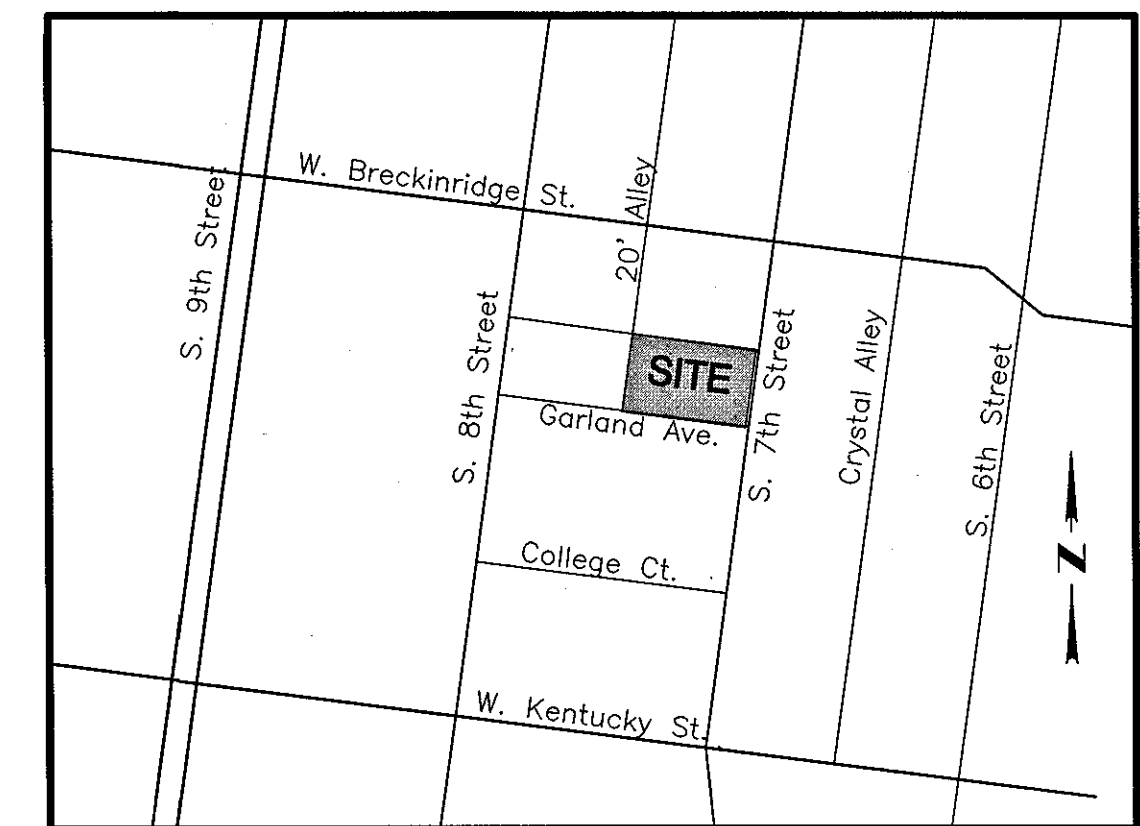 W. Breckinridge St.
20' Alley
S. 9th Street
S. 8th Street
SITE
Garland Ave.
S. 7th Street
Crystal Alley
S. 6th Street
College Ct.
N
W. Kentucky St.